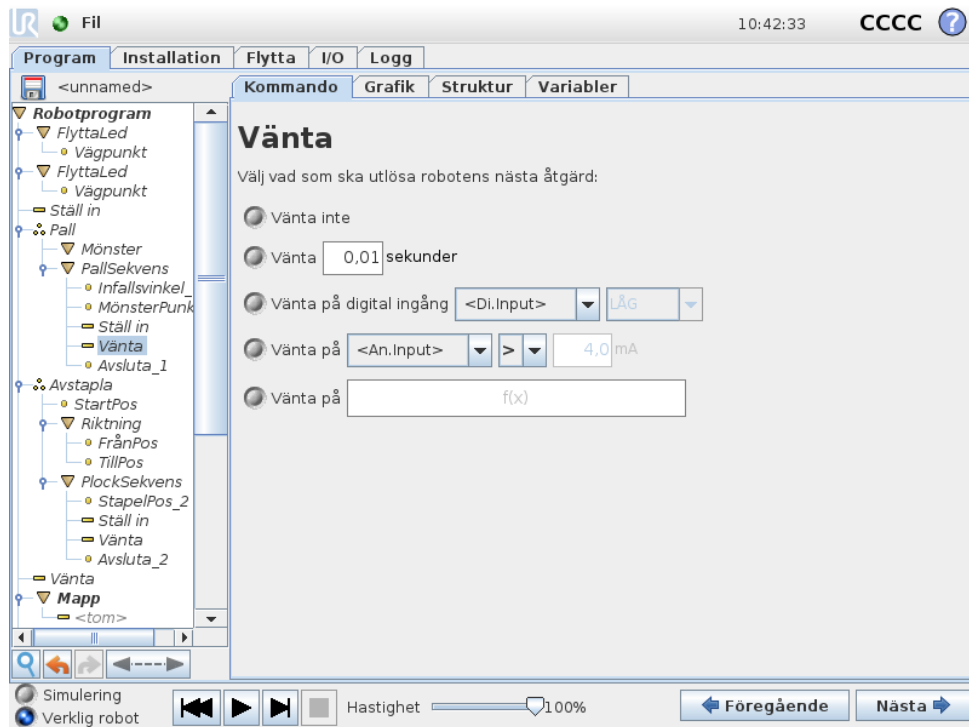 UR Fil 10:42:33 CCCC ?
Program Installation Flytta I/O Logg
<unnamed>
Kommando Grafik Struktur Variabler
Robotprogram
FlyttaLed
Vägpunkt
FlyttaLed
Vägpunkt
Ställ in
Pall
Mönster
PallSekvens
Infallsvinkel_
MönsterPunk
Ställ in
Vänta
Avsluta_1
Avstapla
StartPos
Riktning
FrånPos
TillPos
PlockSekvens
StapelPos_2
Ställ in
Vänta
Avsluta_2
Vänta
Mapp
<tom>
Vänta
Välj vad som ska utlösa robotens nästa åtgärd:
Vänta inte
Vänta 0,01 sekunder
Vänta på digital ingång <Di.Input> LÅG
Vänta på <An.Input> > 4,0 mA
Vänta på f(x)
Simulering
Verklig robot
Hastighet 100%
Föregående Nästa